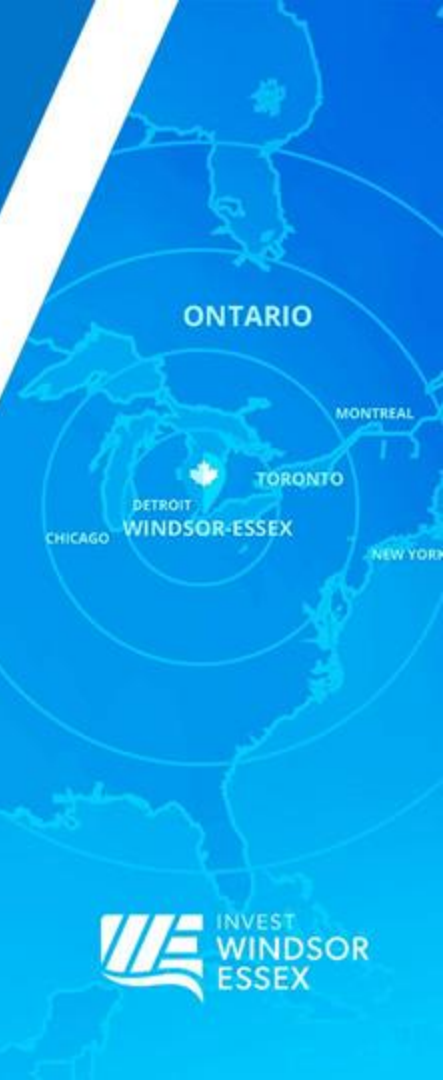 ONTARIO
MONTREAL
TORONTO
DETROIT
WINDSOR-ESSEX
CHICAGO
NEW YORK
INVEST
WINDSOR
ESSEX